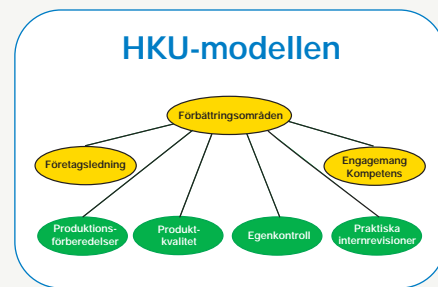 HKU-modellen
Förbättringsområden
Företagsledning
Engagemang
Kompetens
Produktions-
förberedelser
Produkt-
kvalitet
Egenkontroll
Praktiska
internrevisioner